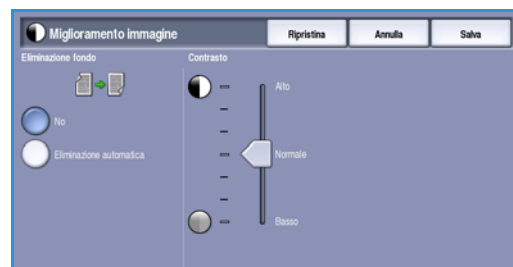 Miglioramento immagine
Ripristina
Annulla
Salva
Eliminazione fondo
No
Eliminazione automatica
Contrasto
Alto
Normale
Basso